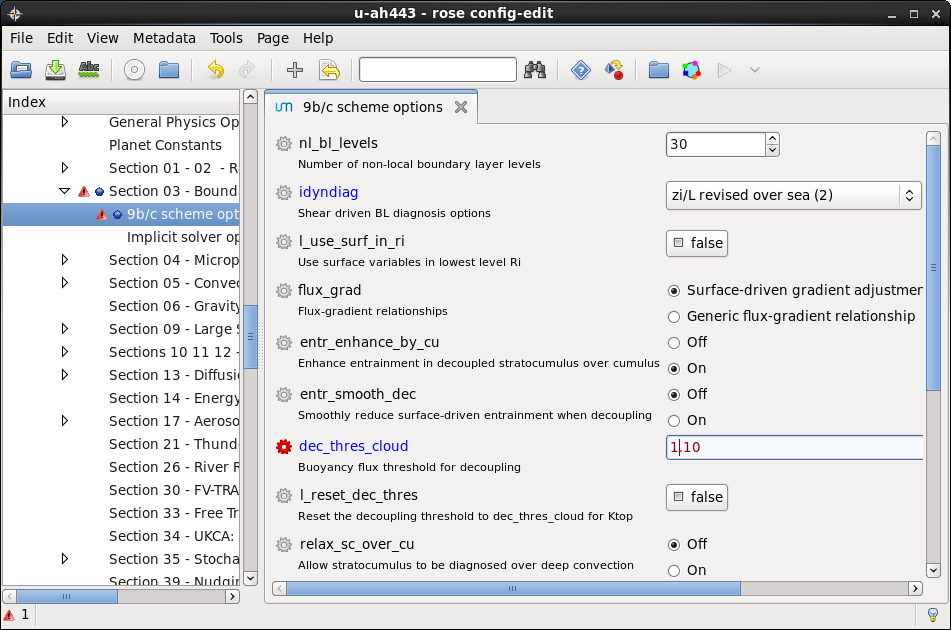 u-ah443 - rose config-edit
File Edit View Metadata Tools Page Help
Abc
Index
General Physics Op
Planet Constants
Section 01 - 02 - R
Section 03 - Bound
9b/c scheme opt
Implicit solver op
Section 04 - Microp
Section 05 - Convec
Section 06 - Gravity
Section 09 - Large S
Sections 10 11 12 -
Section 13 - Diffusi
Section 14 - Energy
Section 17 - Aeroso
Section 21 - Thund
Section 26 - River R
Section 30 - FV-TRA
Section 33 - Free Tr
Section 34 - UKCA:
Section 35 - Stocha
Section 39 - Nudgin
1
um 9b/c scheme options
nl_bl_levels 30
Number of non-local boundary layer levels
idyndiag zi/L revised over sea (2)
Shear driven BL diagnosis options
l_use_surf_in_ri false
Use surface variables in lowest level Ri
flux_grad Surface-driven gradient adjustmen
Flux-gradient relationships Generic flux-gradient relationship
entr_enhance_by_cu Off
Enhance entrainment in decoupled stratocumulus over cumulus On
entr_smooth_dec Off
Smoothly reduce surface-driven entrainment when decoupling On
dec_thres_cloud 1.10
Buoyancy flux threshold for decoupling
l_reset_dec_thres false
Reset the decoupling threshold to dec_thres_cloud for Ktop
relax_sc_over_cu Off
Allow stratocumulus to be diagnosed over deep convection On